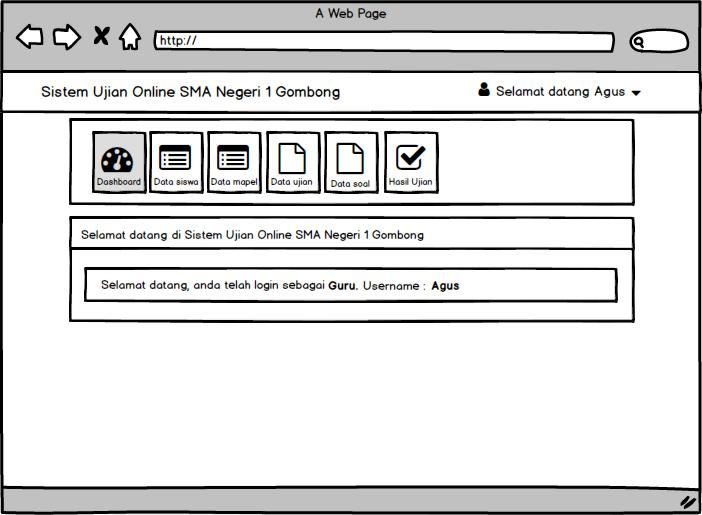 A Web Page
http://
Sistem Ujian Online SMA Negeri 1 Gombong
Selamat datang Agus
Dashboard Data siswa Data mapel Data ujian Data soal Hasil Ujian
Selamat datang di Sistem Ujian Online SMA Negeri 1 Gombong
Selamat datang, anda telah login sebagai Guru. Username : Agus